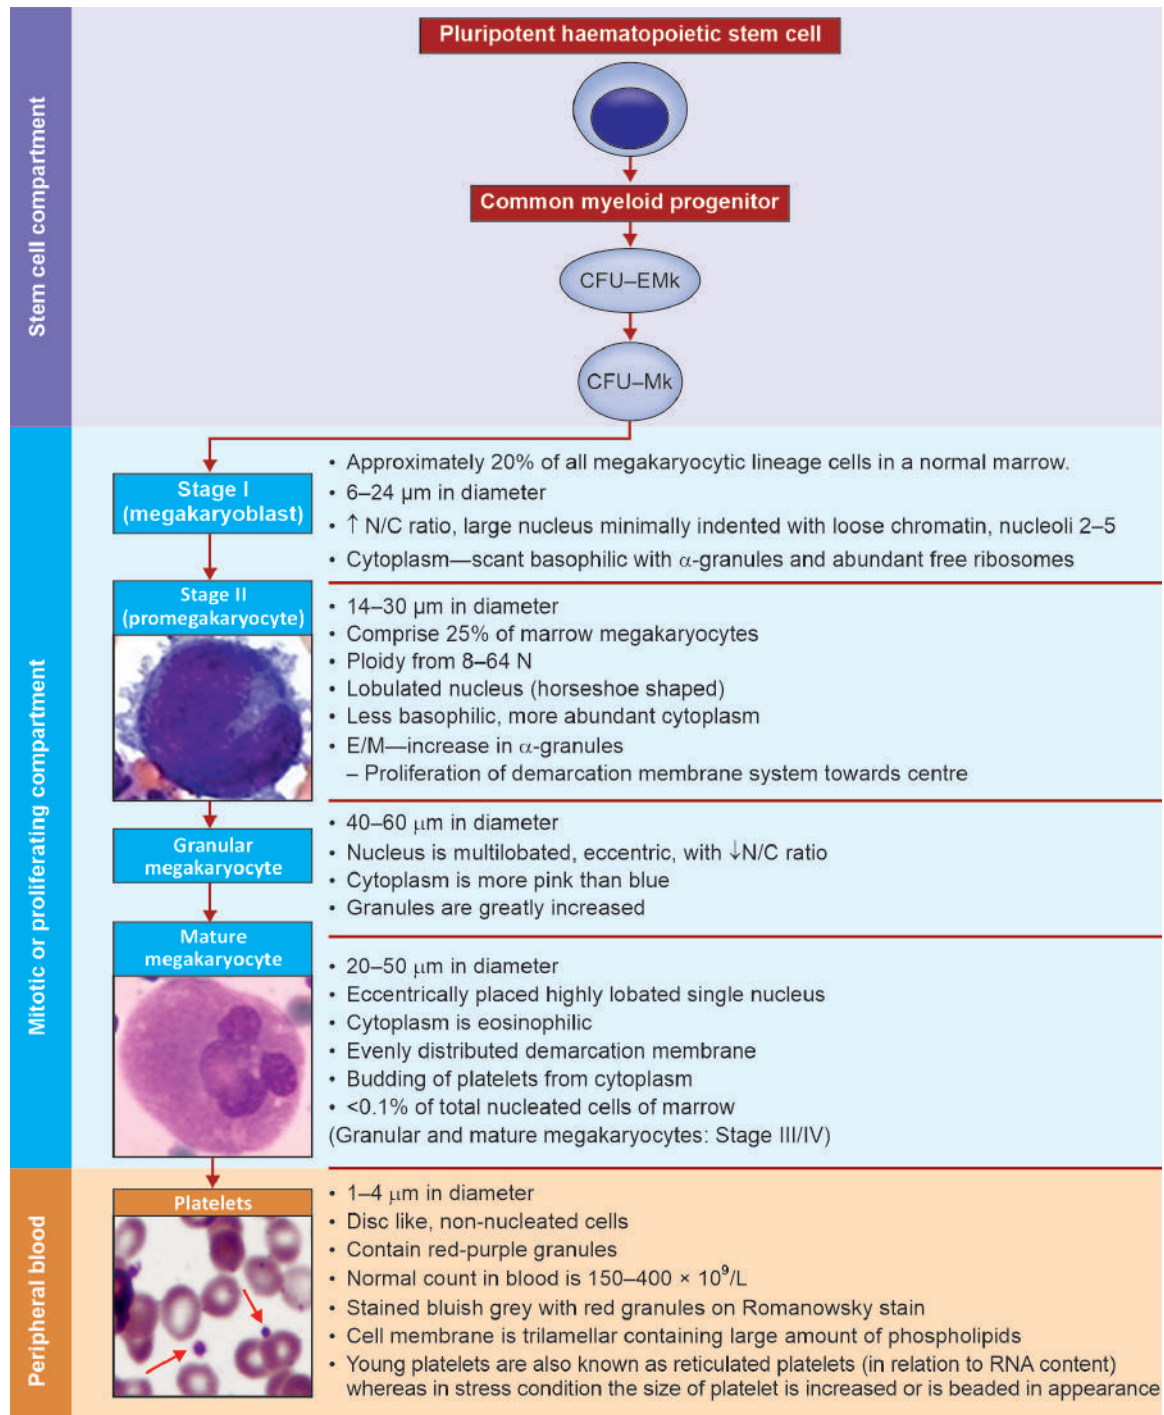 Stem cell compartment
Pluripotent haematopoietic stem cell
Common myeloid progenitor
CFU–EMk
CFU–Mk
Mitotic or proliferating compartment
Stage I
(megakaryoblast)
• Approximately 20% of all megakaryocytic lineage cells in a normal marrow.
• 6–24 µm in diameter
• ↑ N/C ratio, large nucleus minimally indented with loose chromatin, nucleoli 2–5
• Cytoplasm—scant basophilic with α-granules and abundant free ribosomes
Stage II
(promegakaryocyte)
• 14–30 µm in diameter
• Comprise 25% of marrow megakaryocytes
• Ploidy from 8–64 N
• Lobulated nucleus (horseshoe shaped)
• Less basophilic, more abundant cytoplasm
• E/M—increase in α-granules
– Proliferation of demarcation membrane system towards centre
Granular
megakaryocyte
• 40–60 µm in diameter
• Nucleus is multilobated, eccentric, with ↓N/C ratio
• Cytoplasm is more pink than blue
• Granules are greatly increased
Mature
megakaryocyte
• 20–50 µm in diameter
• Eccentrically placed highly lobated single nucleus
• Cytoplasm is eosinophilic
• Evenly distributed demarcation membrane
• Budding of platelets from cytoplasm
• <0.1% of total nucleated cells of marrow
(Granular and mature megakaryocytes: Stage III/IV)
Peripheral blood
Platelets
• 1–4 µm in diameter
• Disc like, non-nucleated cells
• Contain red-purple granules
• Normal count in blood is 150–400 × 10⁹/L
• Stained bluish grey with red granules on Romanowsky stain
• Cell membrane is trilamellar containing large amount of phospholipids
• Young platelets are also known as reticulated platelets (in relation to RNA content)
whereas in stress condition the size of platelet is increased or is beaded in appearance